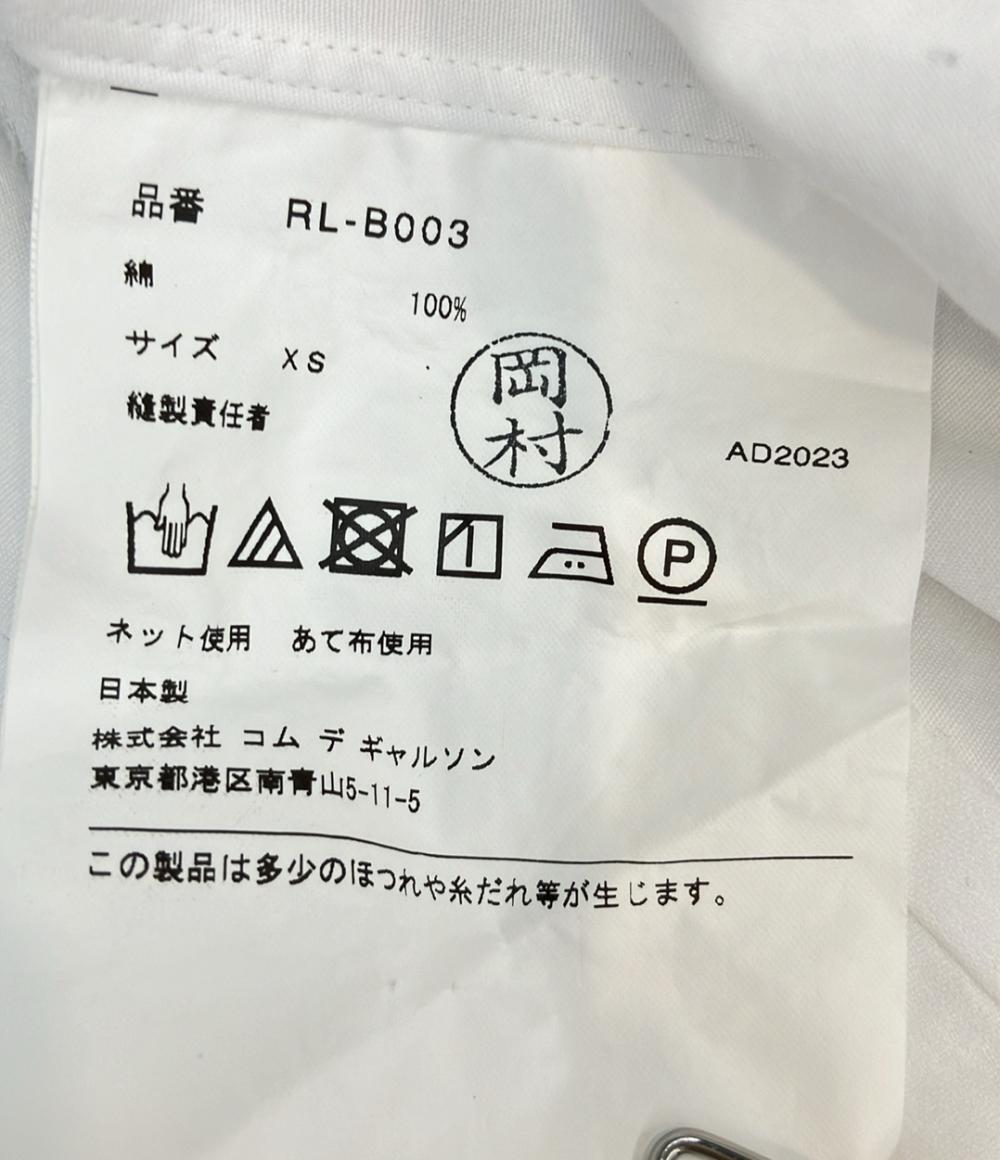 品番 RL-B003
綿 100%
サイズ XS
縫製責任者
岡村
AD2023
P
ネット使用 あて布使用
日本製
株式会社 コム デ ギャルソン
東京都港区南青山5-11-5
この製品は多少のほつれや糸だれ等が生じます。